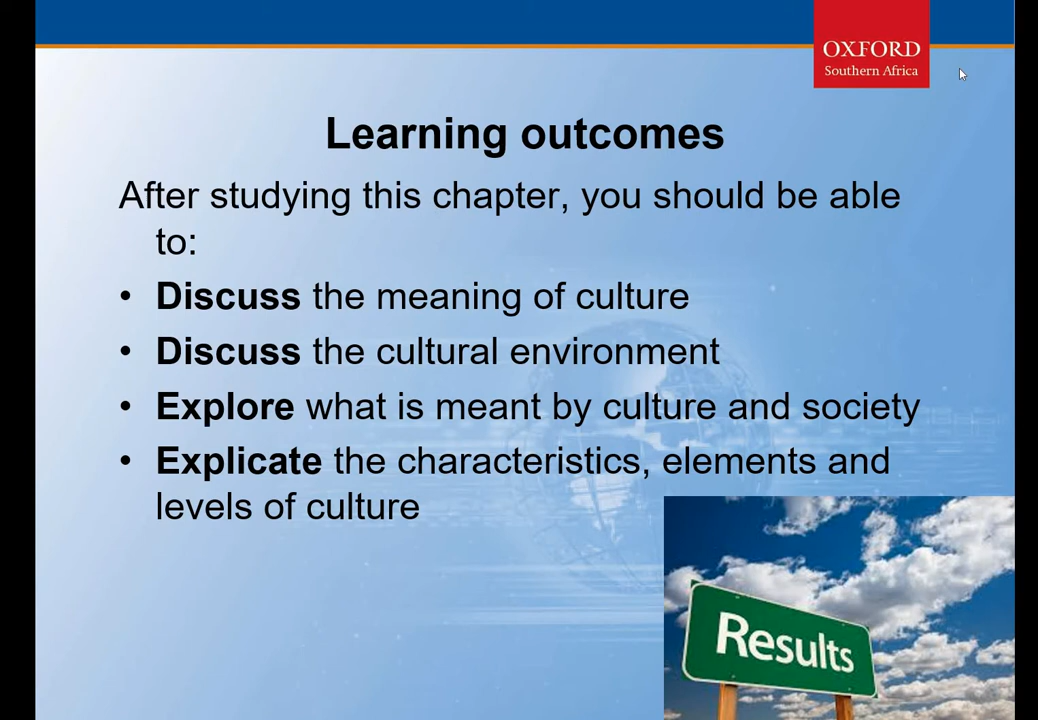 OXFORD
Southern Africa
Learning outcomes
After studying this chapter, you should be able
to:
• Discuss the meaning of culture
• Discuss the cultural environment
• Explore what is meant by culture and society
• Explicate the characteristics, elements and
levels of culture
Results